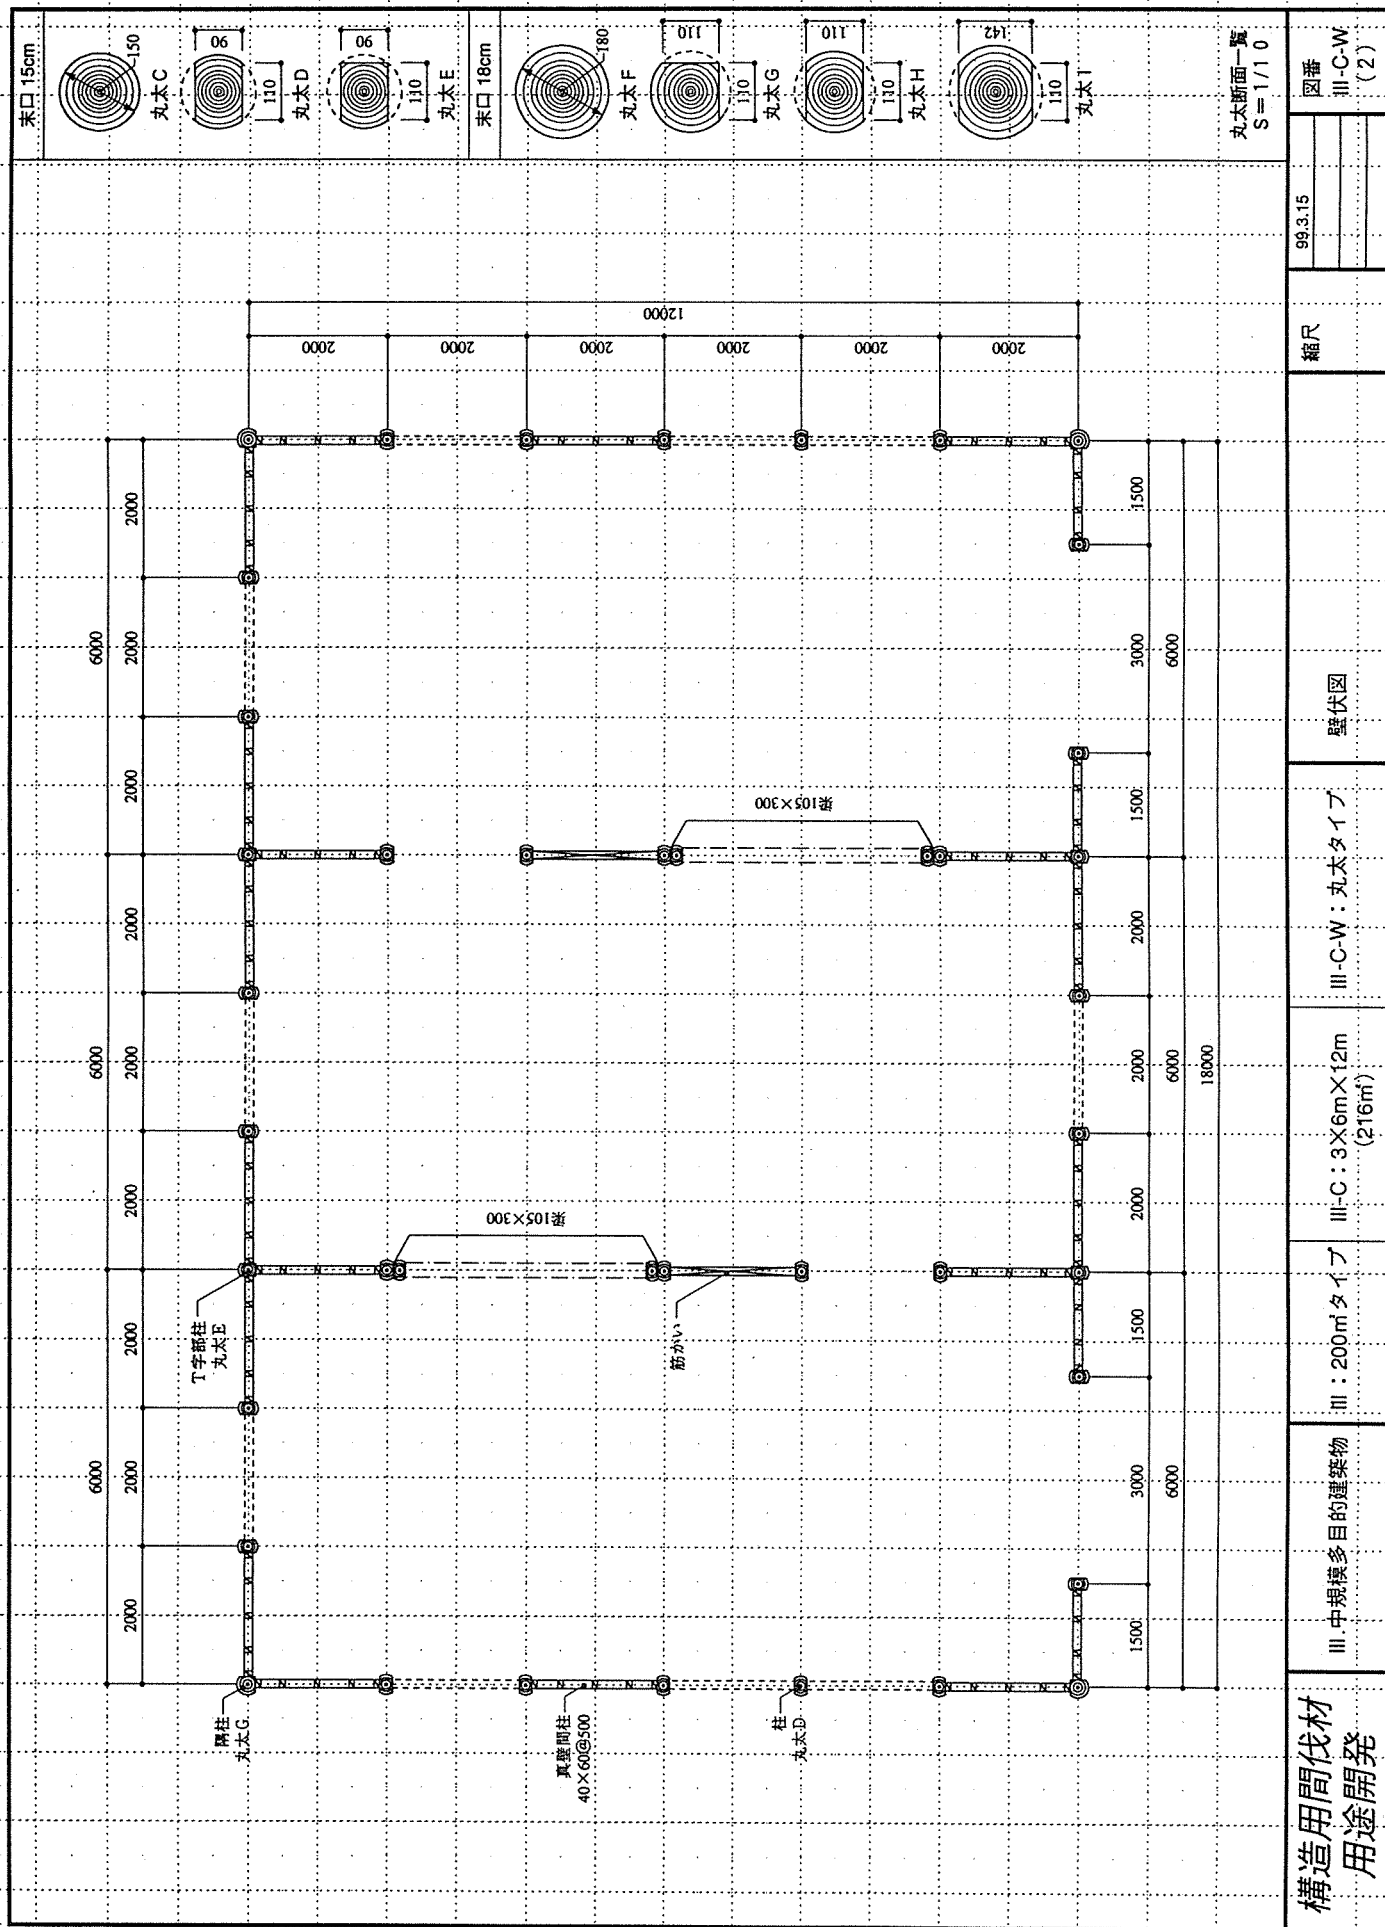 末口 15cm
150
丸太 C
90
110
丸太 D
90
110
丸太 E
末口 18cm
180
丸太 F
110
110
丸太 G
110
110
丸太 H
142
110
丸太 I
丸太断面一覧
S=1/10
6000
6000
6000
2000
2000
2000
2000
2000
2000
2000
2000
2000
12000
2000
2000
2000
2000
2000
2000
隅柱
丸太G
T字部柱
丸太E
真壁間柱
40×60@500
柱
丸太D
筋かい
梁105×300
梁105×300
1500
3000
1500
2000
2000
2000
1500
3000
1500
6000
6000
6000
18000
構造用間伐材
用途開発
III.中規模多目的建築物
III：200㎡タイプ
III-C：3×6m×12m
(216㎡)
III-C-W：丸太タイプ
壁伏図
縮尺
99.3.15
図番
III-C-W
(2)